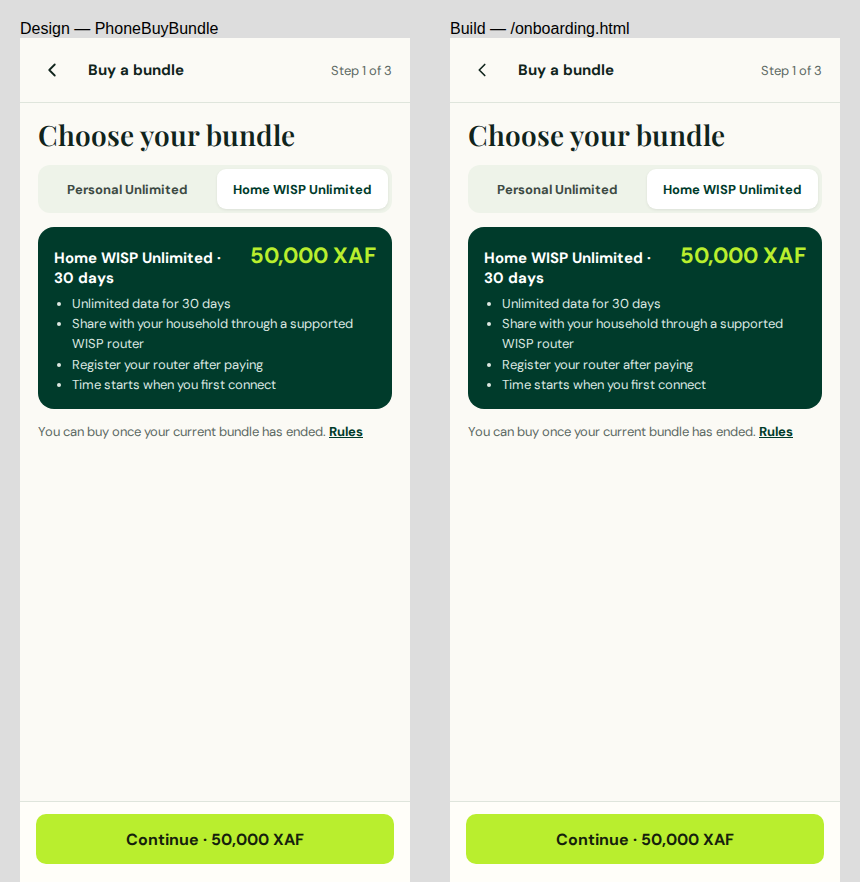 Design — PhoneBuyBundle
Buy a bundle
Step 1 of 3
Choose your bundle
Personal Unlimited
Home WISP Unlimited
Home WISP Unlimited ·
30 days
50,000 XAF
• Unlimited data for 30 days
• Share with your household through a supported
WISP router
• Register your router after paying
• Time starts when you first connect
You can buy once your current bundle has ended. Rules
Continue · 50,000 XAF
Build — /onboarding.html
Buy a bundle
Step 1 of 3
Choose your bundle
Personal Unlimited
Home WISP Unlimited
Home WISP Unlimited ·
30 days
50,000 XAF
• Unlimited data for 30 days
• Share with your household through a supported
WISP router
• Register your router after paying
• Time starts when you first connect
You can buy once your current bundle has ended. Rules
Continue · 50,000 XAF